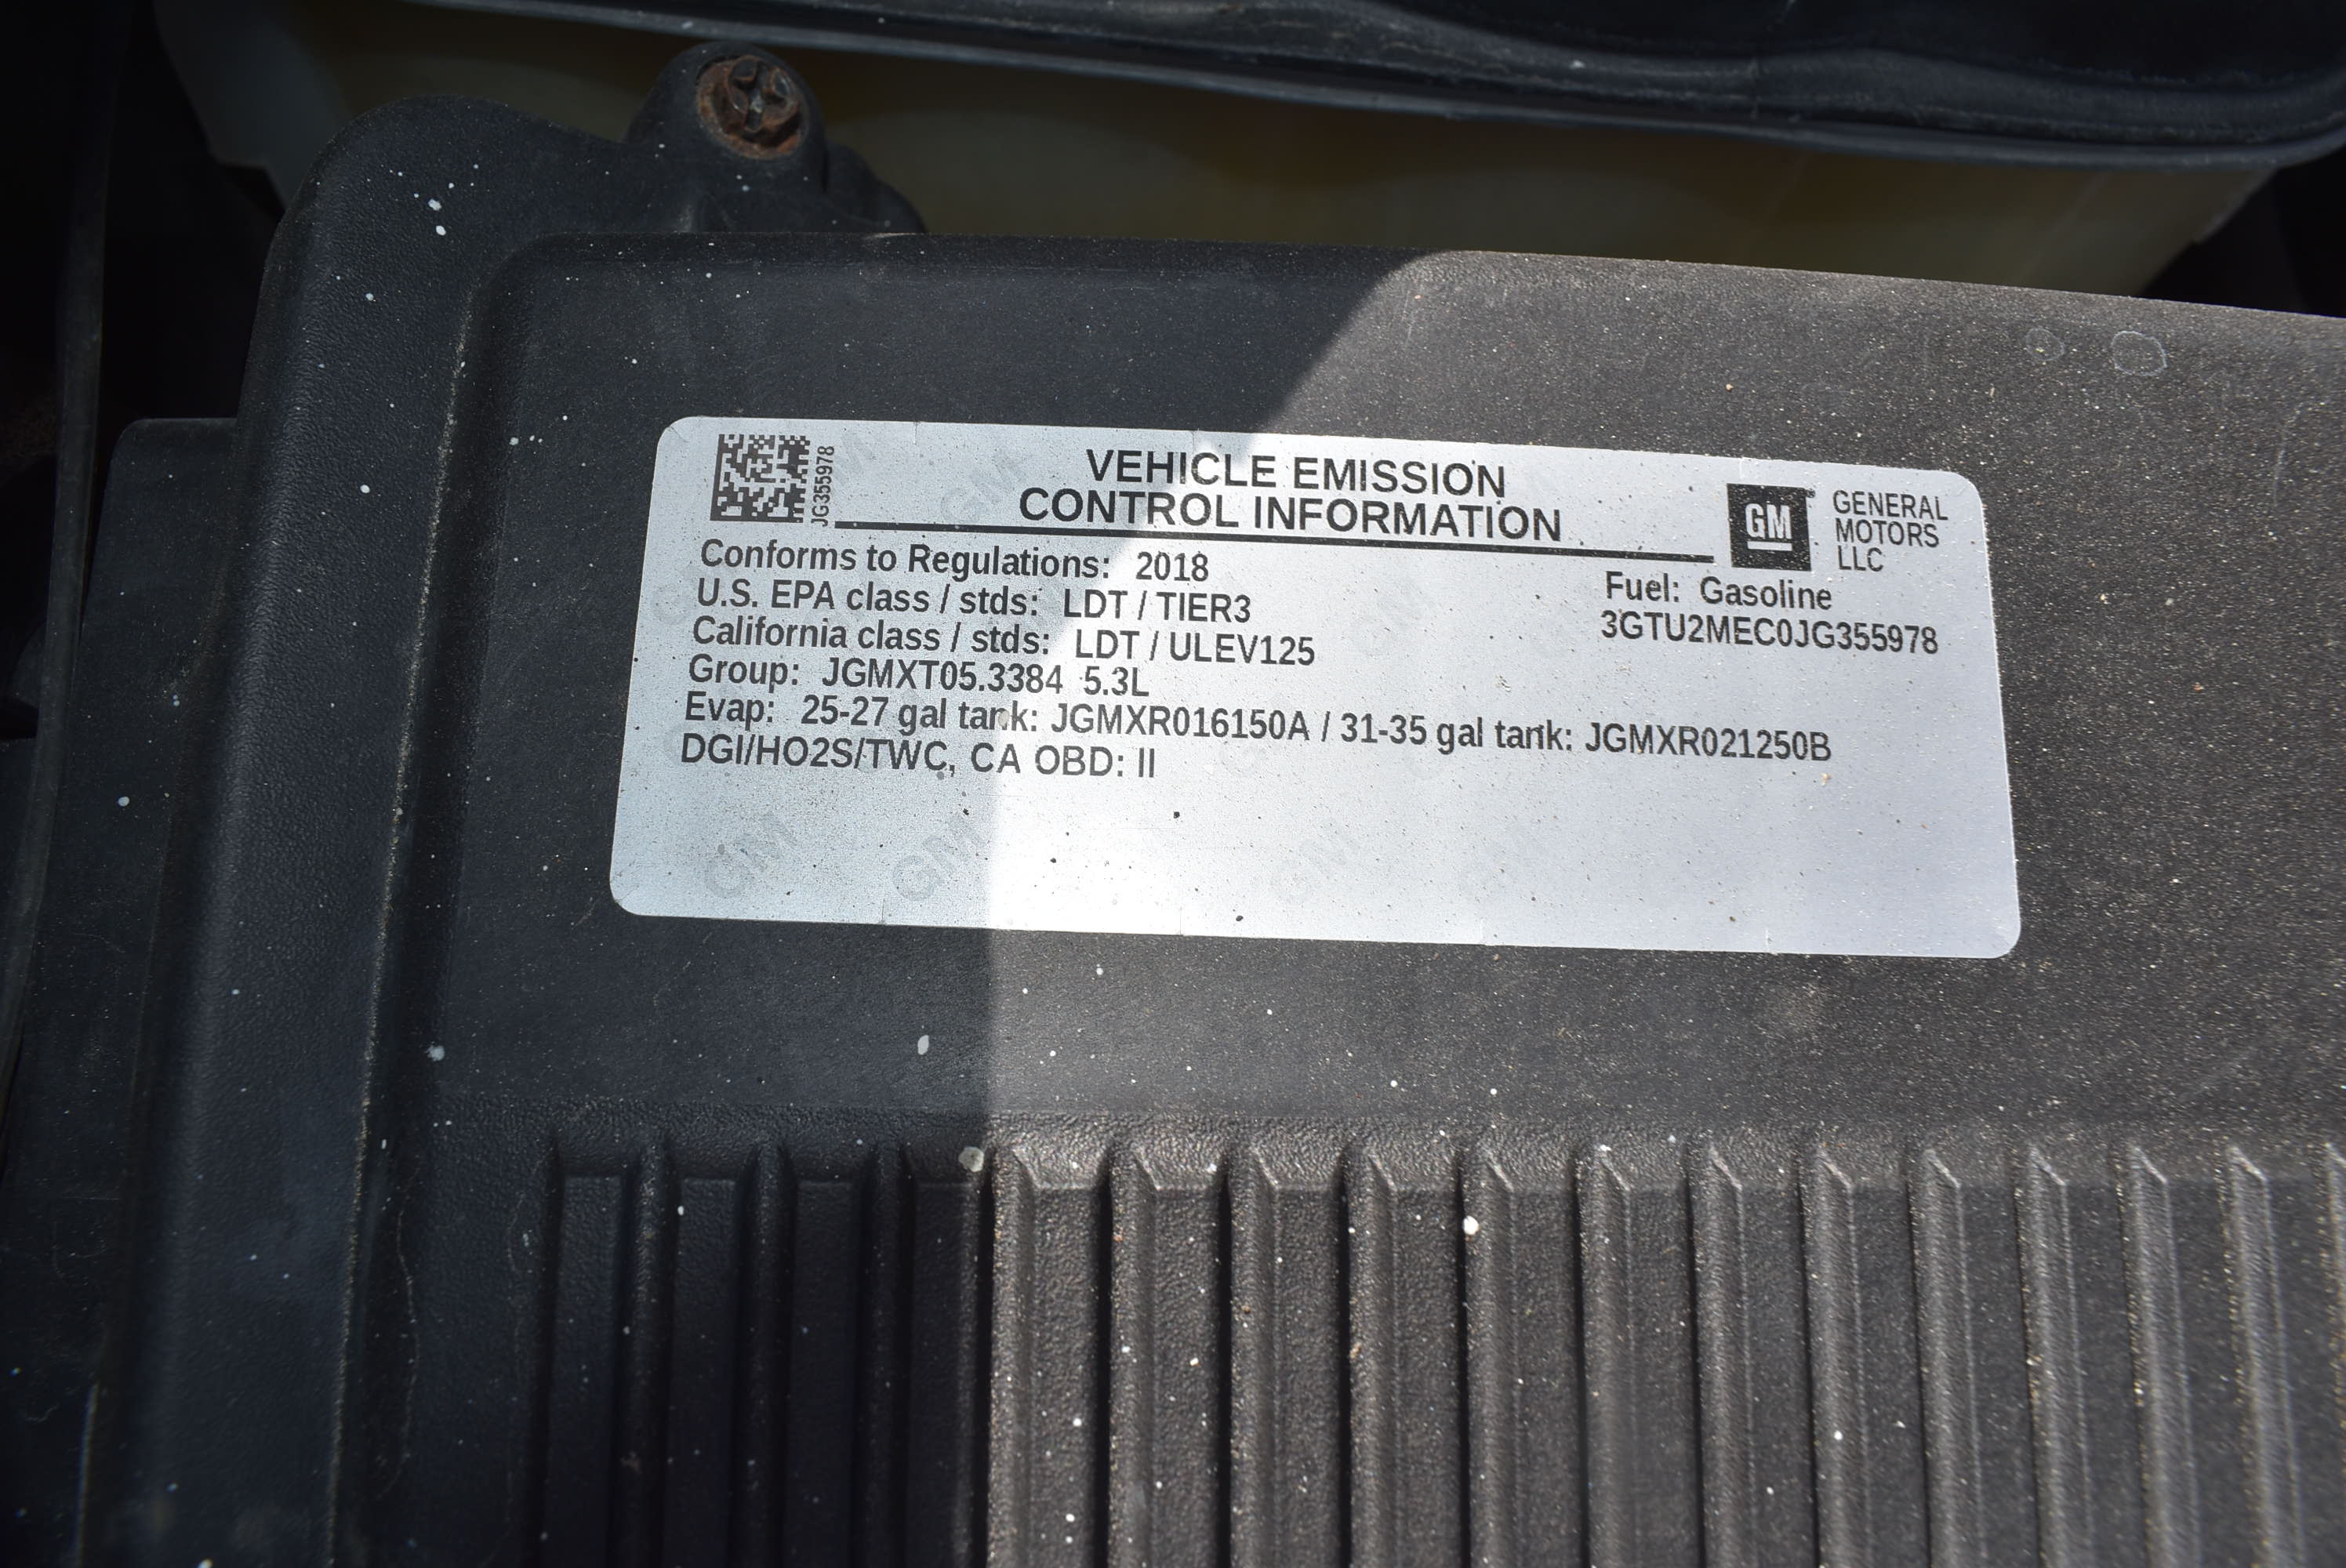 JG355978
VEHICLE EMISSION
CONTROL INFORMATION
GM
GENERAL
MOTORS
LLC
Conforms to Regulations: 2018
U.S. EPA class / stds: LDT / TIER3
California class / stds: LDT / ULEV125
Group: JGMXT05.3384 5.3L
Evap: 25-27 gal tank: JGMXR016150A / 31-35 gal tank: JGMXR021250B
DGI/HO2S/TWC, CA OBD: II
Fuel: Gasoline
3GTU2MEC0JG355978